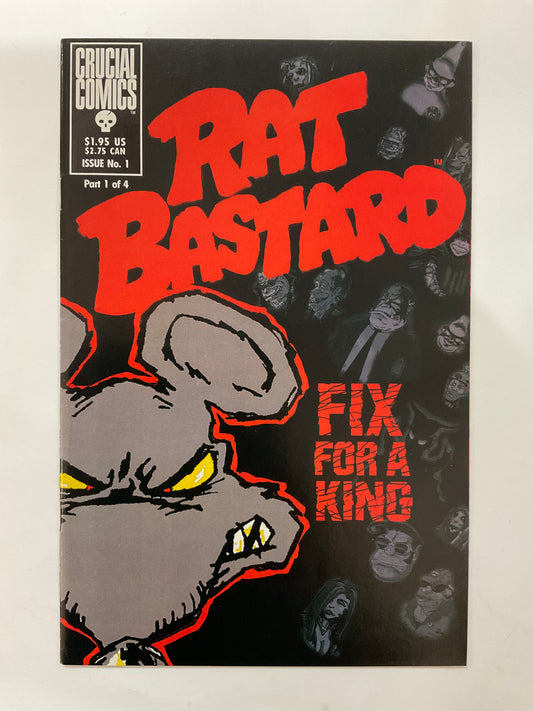 CRUCIAL
COMICS
™
$1.95 US
$2.75 CAN
ISSUE No. 1
Part 1 of 4
RAT
BASTARD™
FIX
FOR A
KING